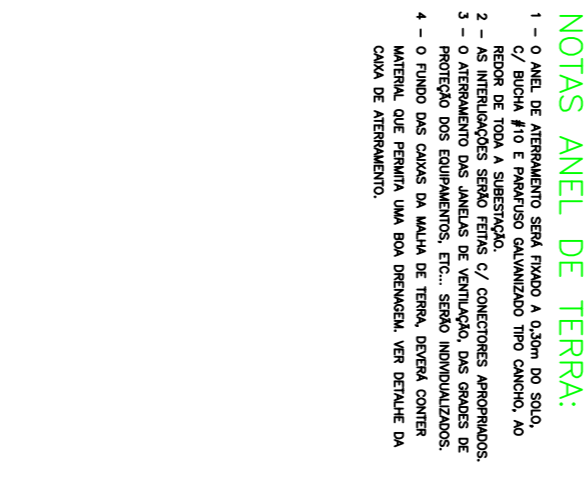 NOTAS ANEL DE TERRA:
1 - O ANEL DE ATERRAMENTO SERÁ FIXADO A 0,30m DO SOLO,
C/ BUCHA #10 E PARAFUSO GALVANIZADO TIPO CANCHO, AO
REDOR DE TODA A SUBESTAÇÃO.
2 - AS INTERLIGAÇÕES SERÃO FEITAS C/ CONECTORES APROPRIADOS.
3 - O ATERRAMENTO DAS JANELAS DE VENTILAÇÃO, DAS GRADES DE
PROTEÇÃO DOS EQUIPAMENTOS, ETC... SERÃO INDIVIDUALIZADOS.
4 - O FUNDO DAS CAIXAS DA MALHA DE TERRA, DEVERÁ CONTER
MATERIAL QUE PERMITA UMA BOA DRENAGEM. VER DETALHE DA
CAIXA DE ATERRAMENTO.